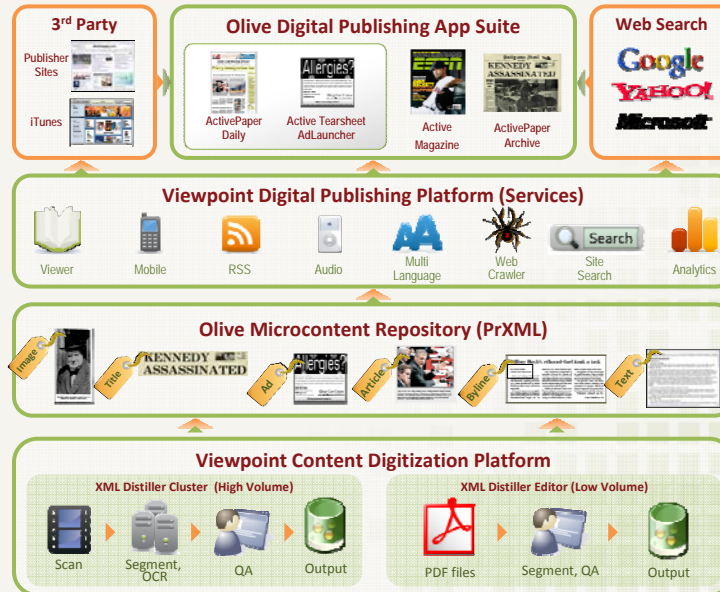 3rd Party
Publisher
Sites
iTunes
Olive Digital Publishing App Suite
ActivePaper
Daily
Allergies?
Active Tearsheet
AdLauncher
Active
Magazine
KENNEDY
ASSASSINATED
ActivePaper
Archive
Web Search
Google
YAHOO!
Microsoft
Viewpoint Digital Publishing Platform (Services)
Viewer
Mobile
RSS
Audio
AA
Multi
Language
Web
Crawler
Search
Site
Search
Analytics
Olive Microcontent Repository (PrXML)
Image
Title
KENNEDY
ASSASSINATED
Ad
Allergies?
Article
Byline
Text
Viewpoint Content Digitization Platform
XML Distiller Cluster (High Volume)
Scan
Segment,
OCR
QA
Output
XML Distiller Editor (Low Volume)
PDF files
Segment, QA
Output